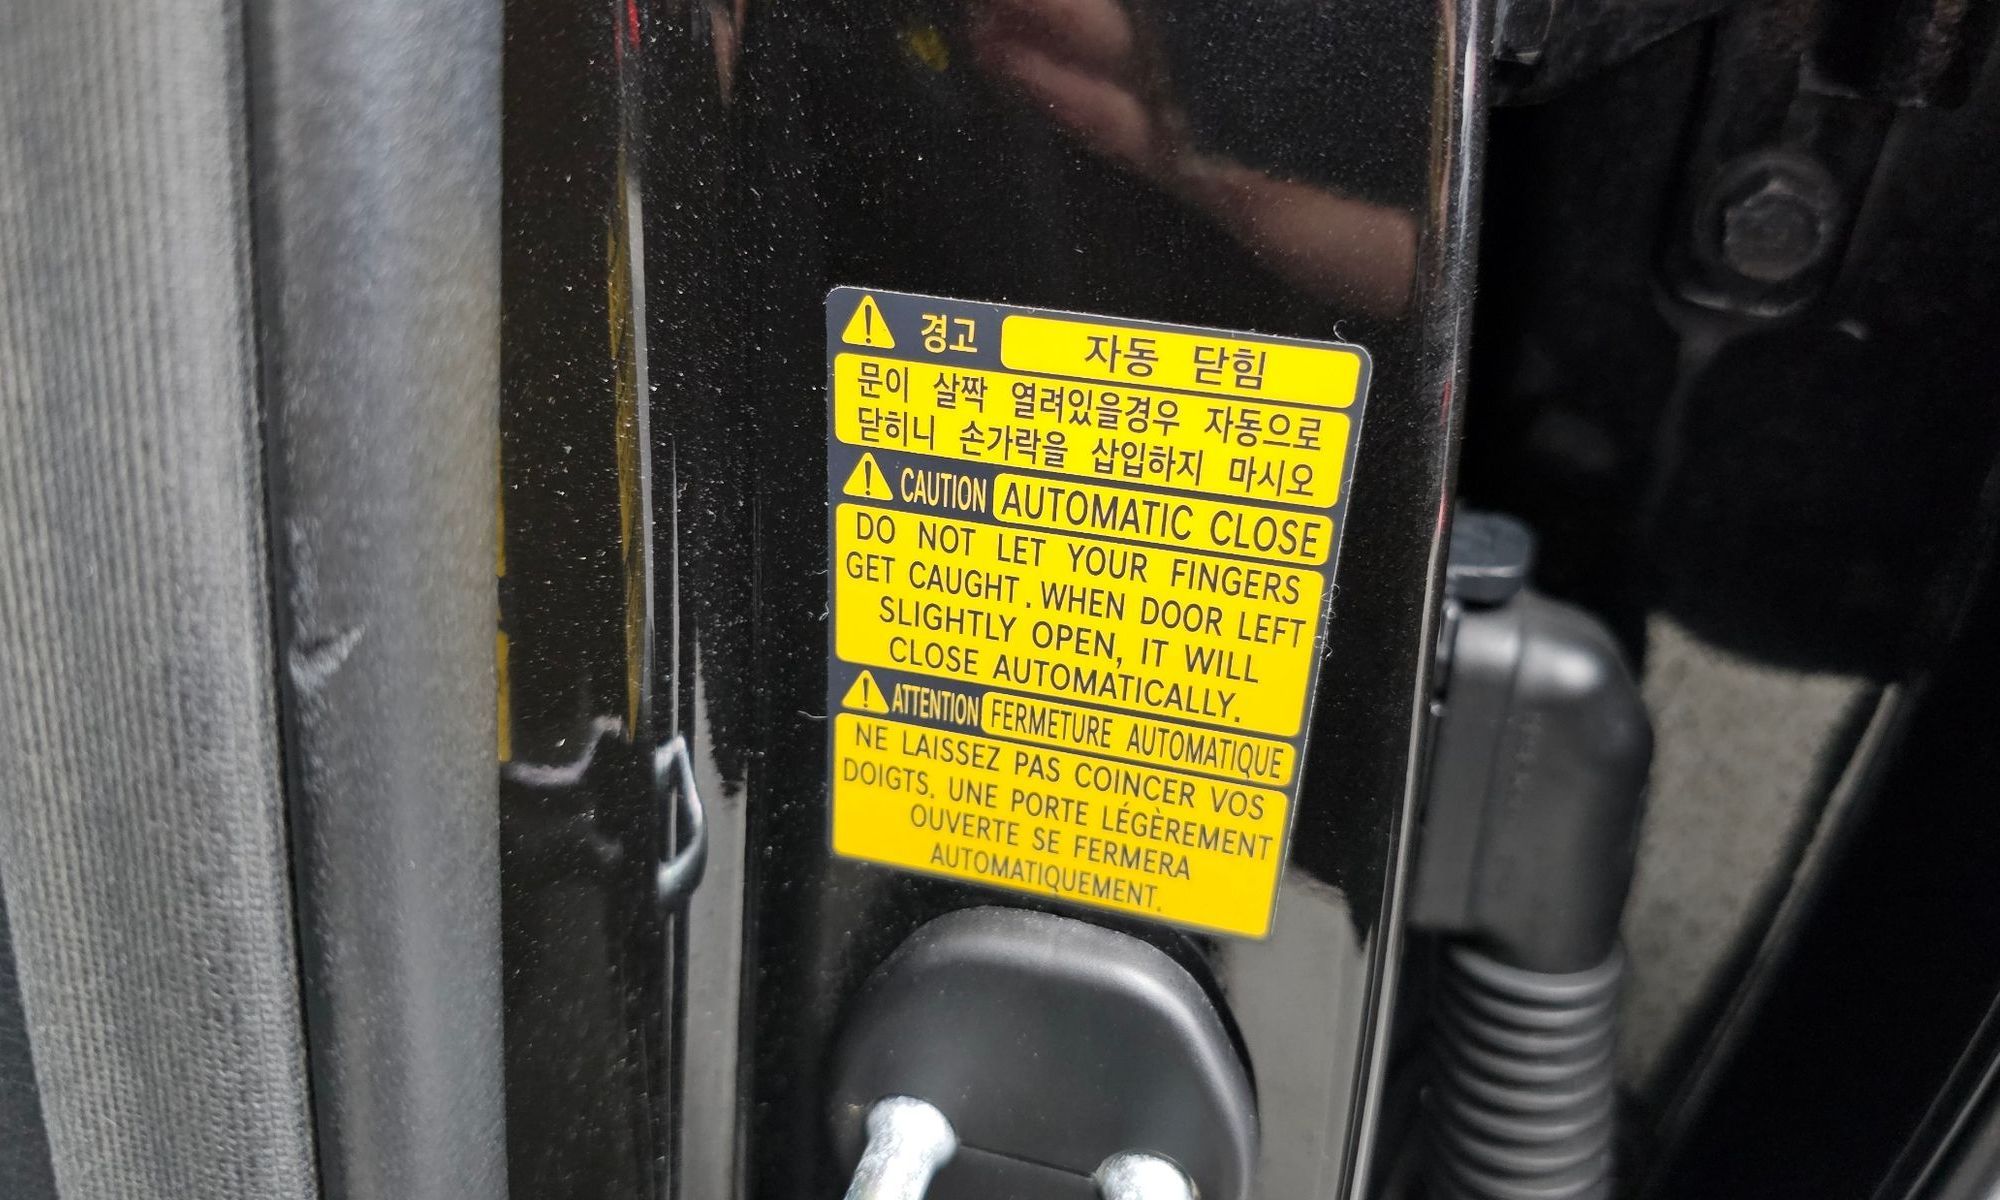 경고 자동 닫힘
문이 살짝 열려있을경우 자동으로
닫히니 손가락을 삽입하지 마시오
CAUTION AUTOMATIC CLOSE
DO NOT LET YOUR FINGERS
GET CAUGHT. WHEN DOOR LEFT
SLIGHTLY OPEN, IT WILL
CLOSE AUTOMATICALLY.
ATTENTION FERMETURE AUTOMATIQUE
NE LAISSEZ PAS COINCER VOS
DOIGTS. UNE PORTE LÉGÈREMENT
OUVERTE SE FERMERA
AUTOMATIQUEMENT.